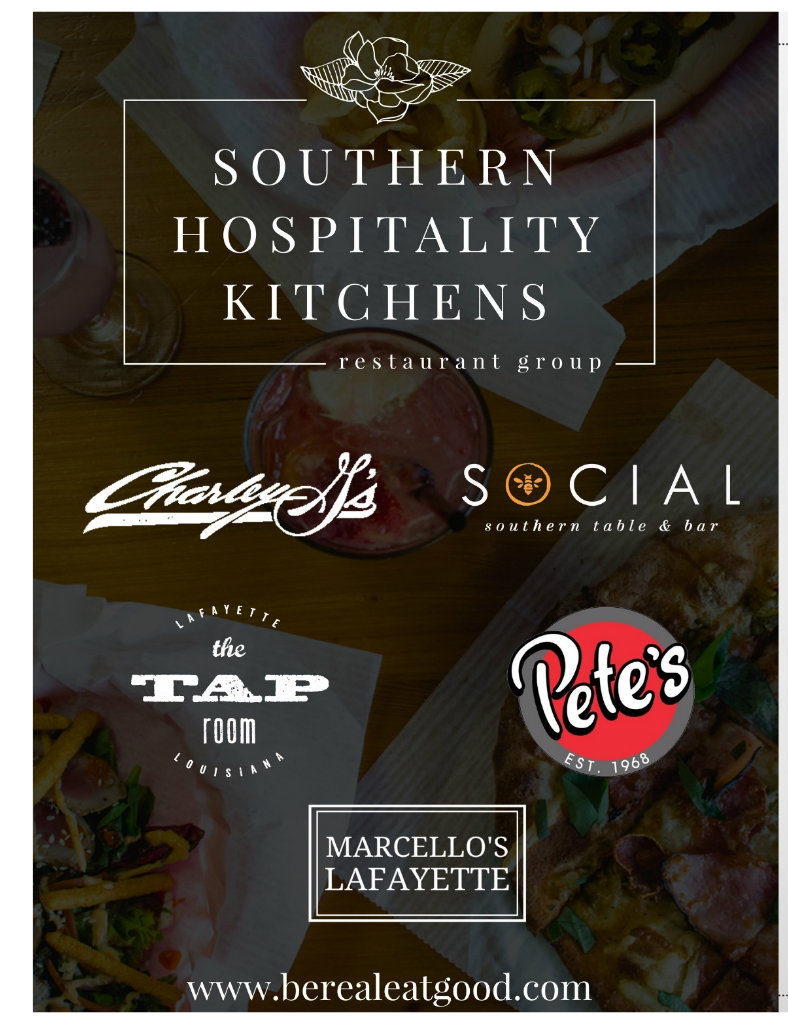 SOUTHERN
HOSPITALITY
KITCHENS
restaurant group
Charley G's
SOCIAL
southern table & bar
LAFAYETTE
the
TAP
room
LOUISIANA
Pete's
EST. 1968
MARCELLO'S
LAFAYETTE
www.berealeatgood.com